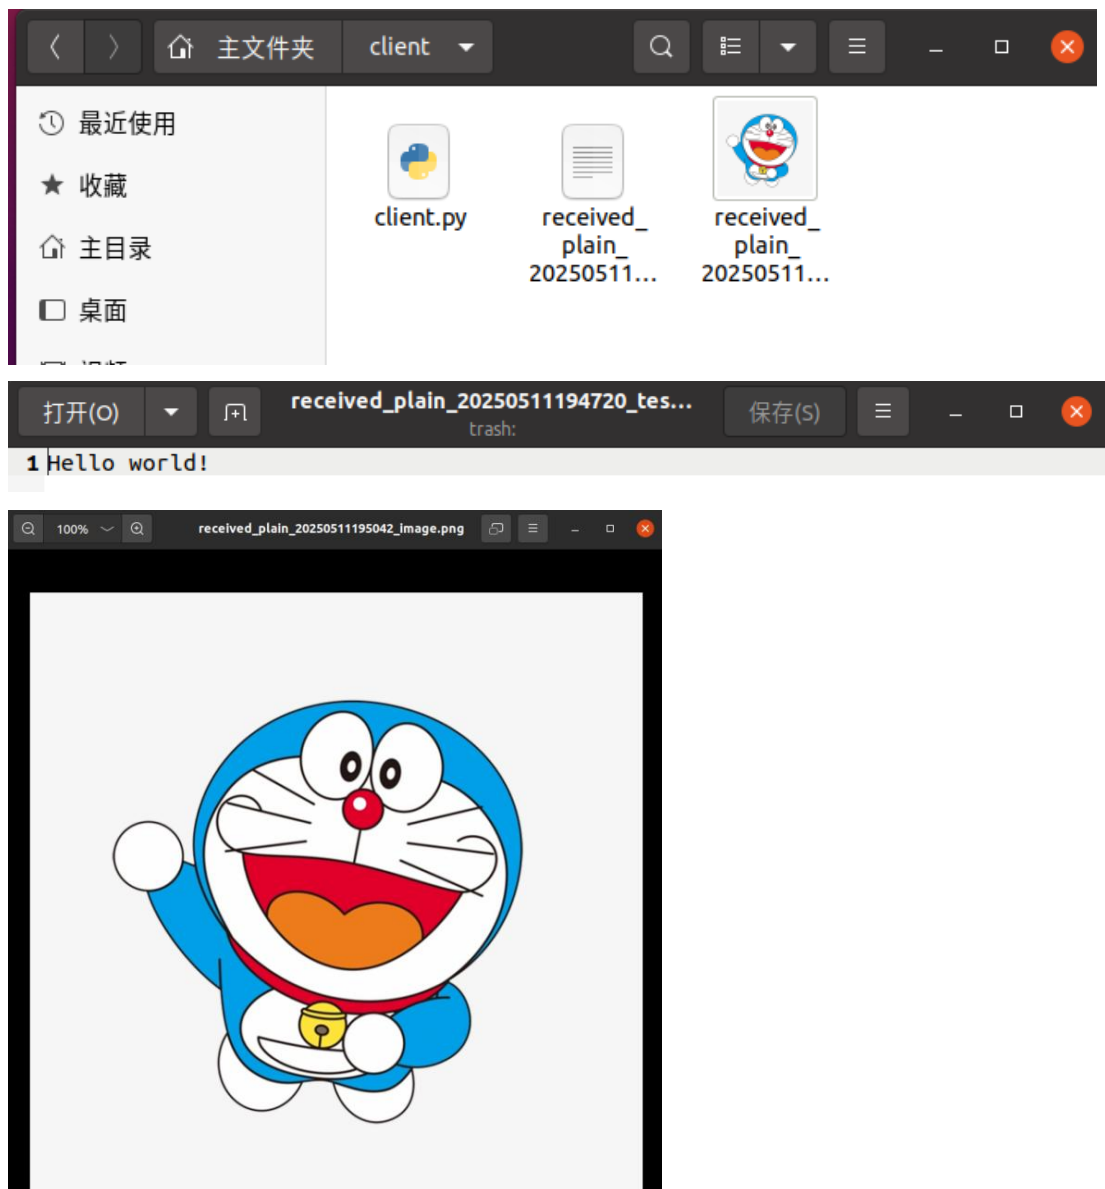 主文件夹 client
最近使用
收藏
主目录
桌面
client.py
received_
plain_
20250511...
received_
plain_
20250511...
打开(O) received_plain_20250511194720_tes... 保存(S)
trash:
1 Hello world!
100% received_plain_20250511195042_image.png